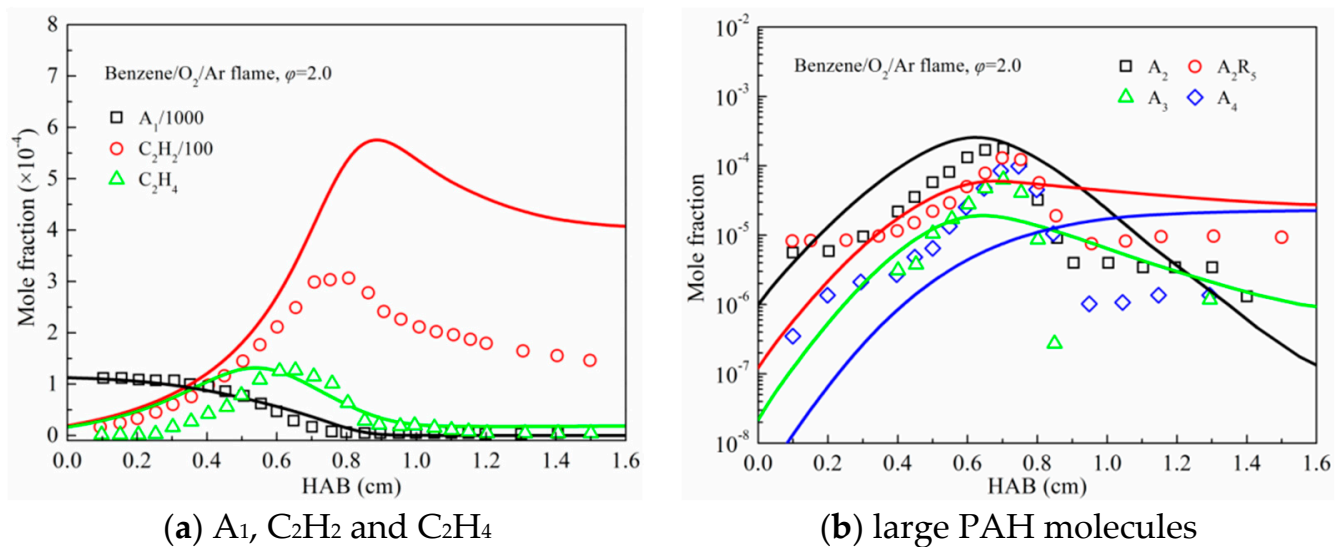 8
7
6
5
4
3
2
1
0
Mole fraction (×10⁻⁴)
Benzene/O₂/Ar flame, φ=2.0
A₁/1000
C₂H₂/100
C₂H₄
0.0 0.2 0.4 0.6 0.8 1.0 1.2 1.4 1.6
HAB (cm)
(a) A₁, C₂H₂ and C₂H₄
10⁻²
10⁻³
10⁻⁴
10⁻⁵
10⁻⁶
10⁻⁷
10⁻⁸
Mole fraction
Benzene/O₂/Ar flame, φ=2.0
A₂ A₂R₅
A₃ A₄
0.0 0.2 0.4 0.6 0.8 1.0 1.2 1.4 1.6
HAB (cm)
(b) large PAH molecules